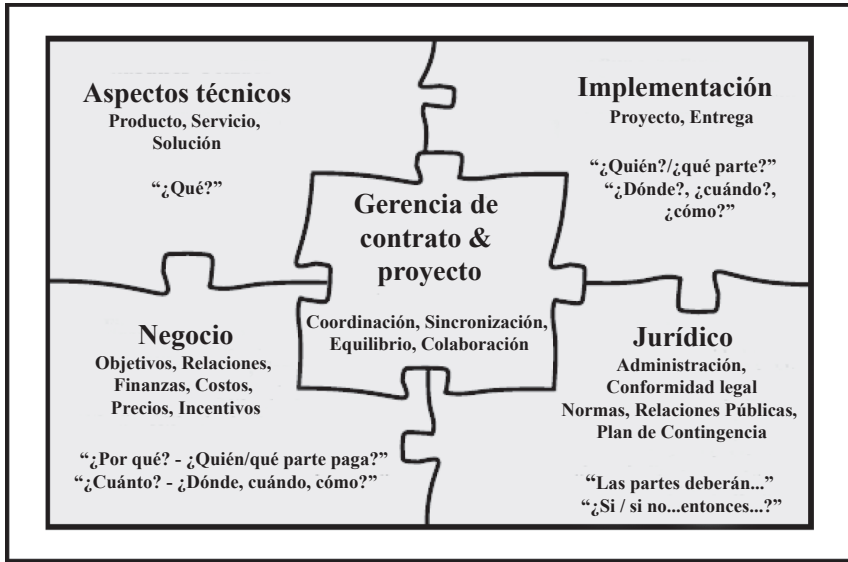 Aspectos técnicos
Producto, Servicio,
Solución
“¿Qué?”
Implementación
Proyecto, Entrega
“¿Quién?/¿qué parte?”
“¿Dónde?, ¿cuándo?,
¿cómo?”
Gerencia de
contrato &
proyecto
Coordinación, Sincronización,
Equilibrio, Colaboración
Negocio
Objetivos, Relaciones,
Finanzas, Costos,
Precios, Incentivos
“¿Por qué? - ¿Quién/qué parte paga?”
“¿Cuánto? - ¿Dónde, cuándo, cómo?”
Jurídico
Administración,
Conformidad legal
Normas, Relaciones Públicas,
Plan de Contingencia
“Las partes deberán...”
“¿Si / si no...entonces...?”